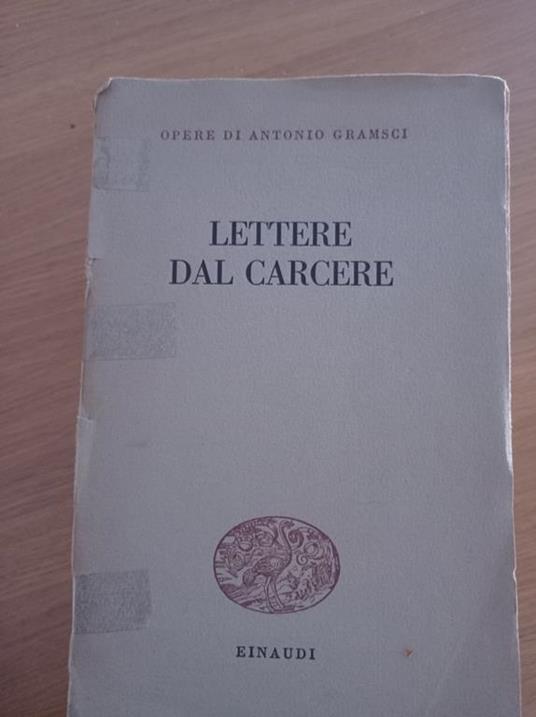 OPERE DI ANTONIO GRAMSCI
LETTERE
DAL CARCERE
EINAUDI